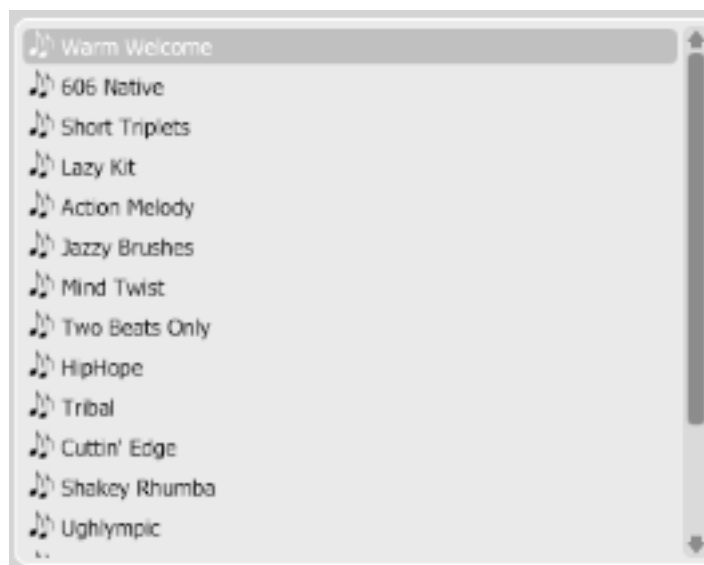 Warm Welcome
606 Native
Short Triplets
Lazy Kit
Action Melody
Jazzy Brushes
Mind Twist
Two Beats Only
HipHope
Tribal
Cuttin' Edge
Shakey Rhumba
Ughlympic